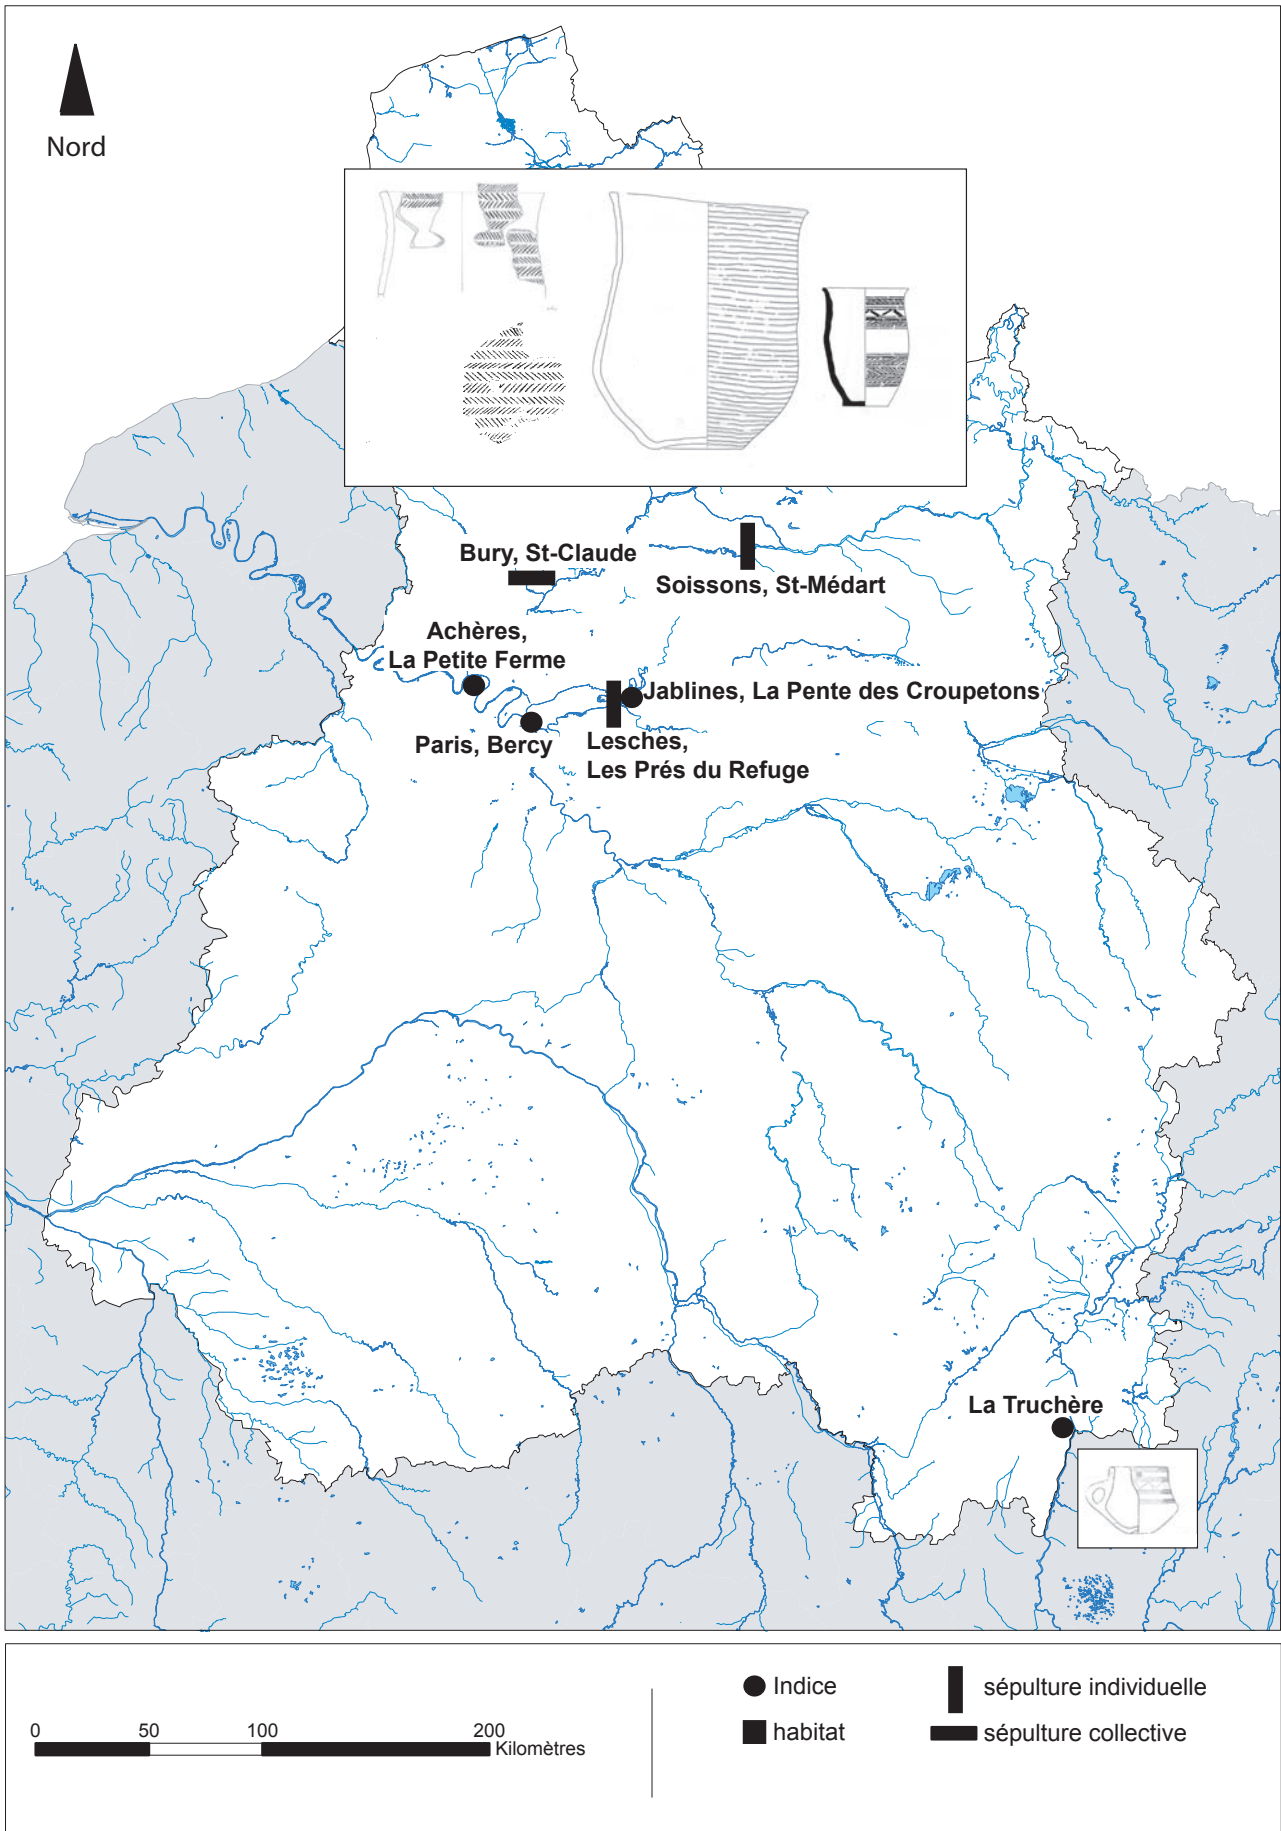 Nord
Bury, St-Claude
Soissons, St-Médart
Achères,
La Petite Ferme
Jablines, La Pente des Croupetons
Paris, Bercy
Lesches,
Les Prés du Refuge
La Truchère
0 50 100 200
Kilomètres
Indice
habitat
sépulture individuelle
sépulture collective